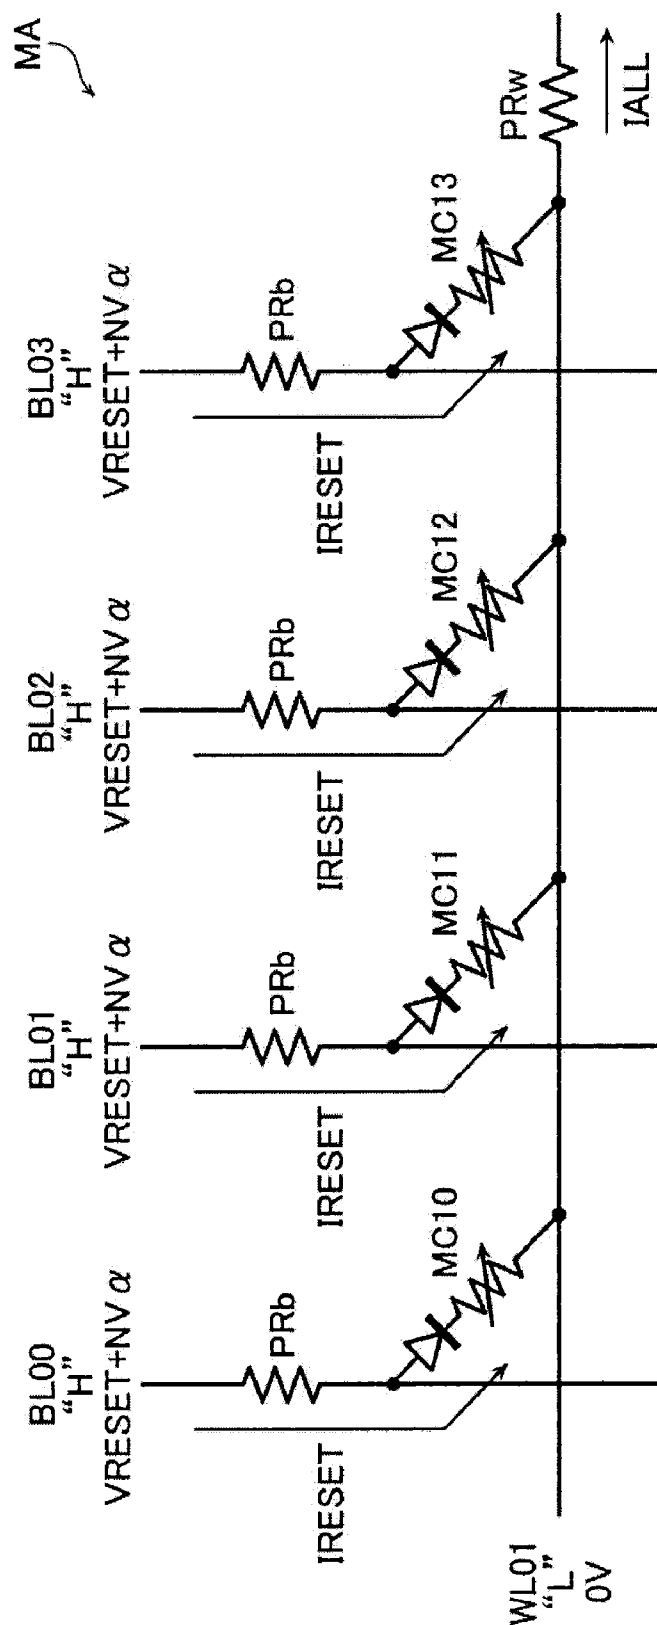 MA
BL00
"H"
VRESET+NVα
BL01
"H"
VRESET+NVα
BL02
"H"
VRESET+NVα
BL03
"H"
VRESET+NVα
PRb
PRb
PRb
PRb
IRESET
IRESET
IRESET
IRESET
MC10
MC11
MC12
MC13
PRw
IALL
WL01
"L"
0V